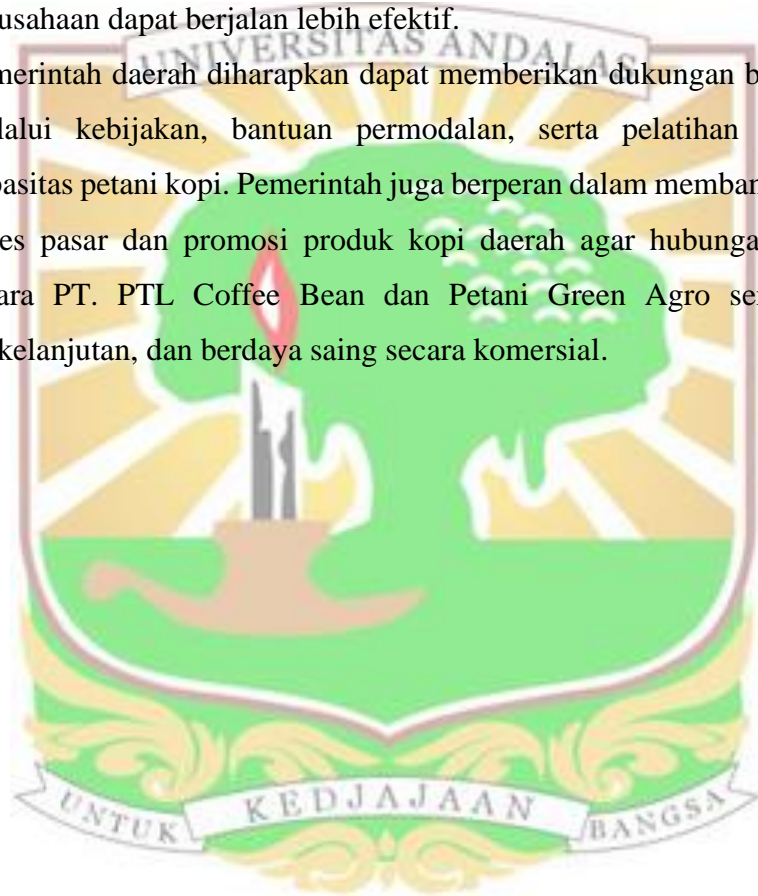 usahaan dapat berjalan lebih efektif.
UNIVERSITAS ANDALAS
merintah daerah diharapkan dapat memberikan dukungan b
lalui kebijakan, bantuan permodalan, serta pelatihan
pasitas petani kopi. Pemerintah juga berperan dalam memban
es pasar dan promosi produk kopi daerah agar hubunga
ara PT. PTL Coffee Bean dan Petani Green Agro se
kelanjutan, dan berdaya saing secara komersial.
UNTUK KEDJAJAAN BANGSA